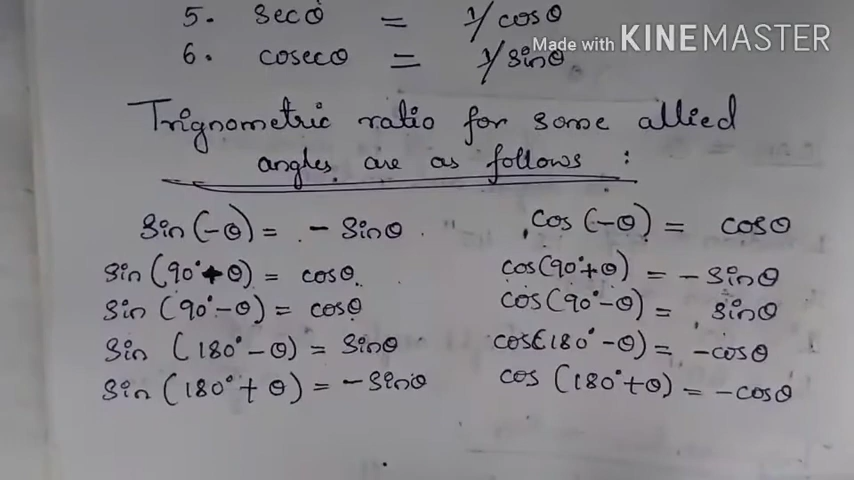 5. secθ = 1/cosθ
Made with KINEMASTER
6. cosecθ = 1/sinθ
Trignometric ratio for some allied
angles are as follows :
sin (-θ) = - sinθ cos (-θ) = cosθ
sin (90°+θ) = cosθ cos(90°+θ) = -sinθ
sin (90°-θ) = cosθ cos(90°-θ) = sinθ
sin (180°-θ) = sinθ cos(180°-θ) = -cosθ
sin (180°+θ) = -sinθ cos (180°+θ) = -cosθ